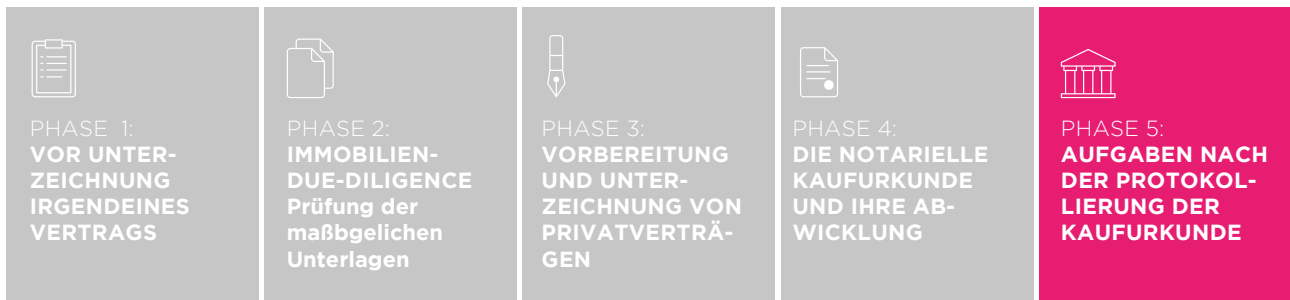 PHASE 1:
VOR UNTER-
ZEICHNUNG
IRGENDEINES
VERTRAGS
PHASE 2:
IMMOBILIEN-
DUE-DILIGENCE
Prüfung der
maßbgelichen
Unterlagen
PHASE 3:
VORBEREITUNG
UND UNTER-
ZEICHNUNG VON
PRIVATVERTRÄ-
GEN
PHASE 4:
DIE NOTARIELLE
KAUFURKUNDE
UND IHRE AB-
WICKLUNG
PHASE 5:
AUFGABEN NACH
DER PROTOKOL-
LIERUNG DER
KAUFURKUNDE